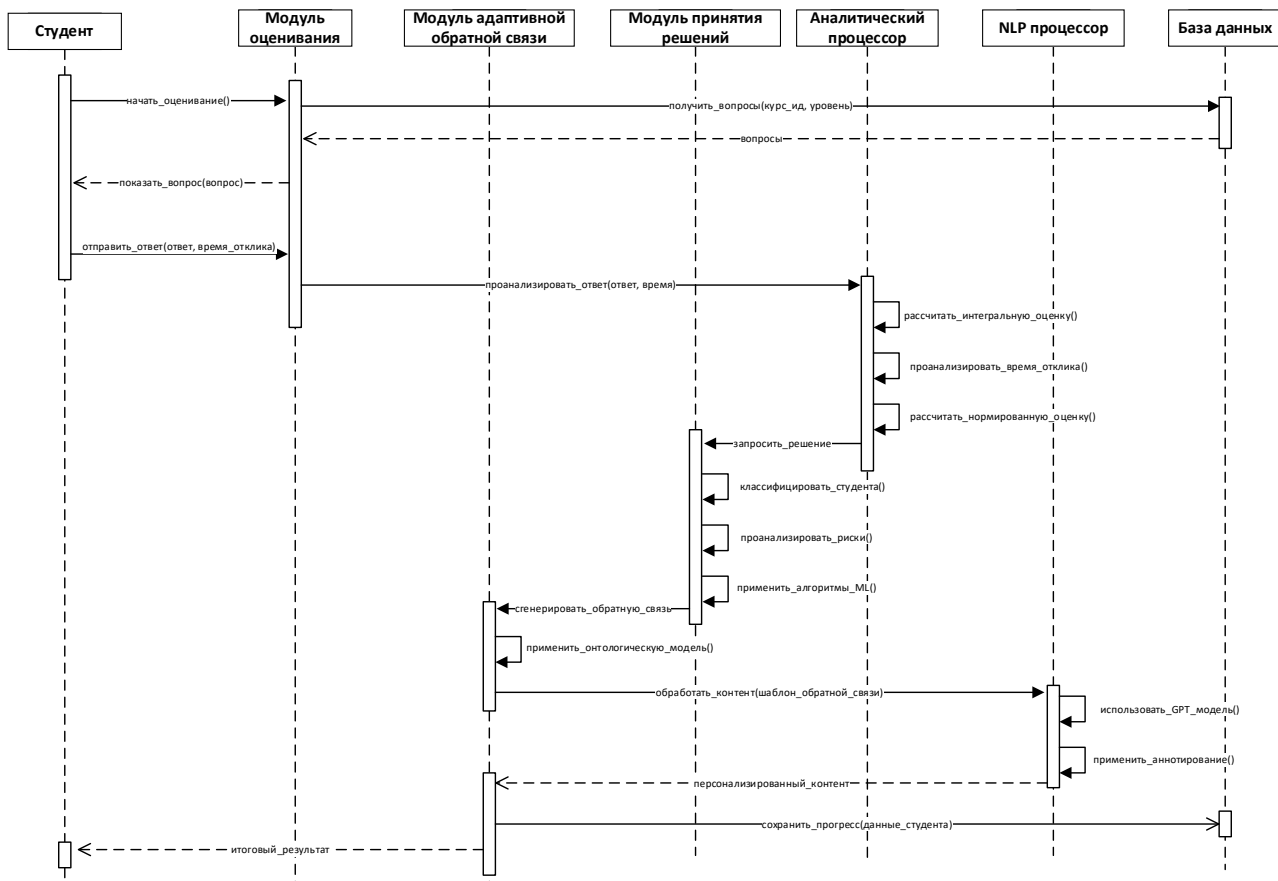 Студент
Модуль
оценивания
Модуль адаптивной
обратной связи
Модуль принятия
решений
Аналитический
процессор
NLP процессор
База данных
начать_оценивание()
получить_вопросы(курс_ид, уровень)
вопросы
показать_вопрос(вопрос)
отправить_ответ(ответ, время_отклика)
проанализировать_ответ(ответ, время)
рассчитать_интегральную_оценку()
проанализировать_время_отклика()
рассчитать_нормированную_оценку()
запросить_решение
классифицировать_студента()
проанализировать_риски()
применить_алгоритмы_ML()
сгенерировать_обратную_связь
применить_онтологическую_модель()
обработать_контент(шаблон_обратной_связи)
использовать_GPT_модель()
применить_аннотирование()
персонализированный_контент
сохранить_прогресс(данные_студента)
итоговый_результат